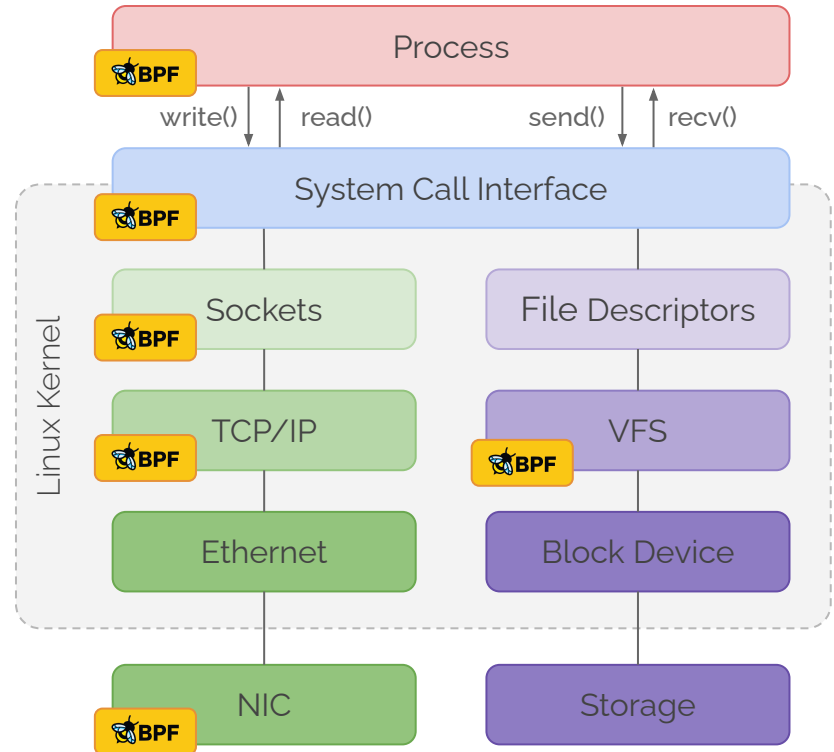 Process
BPF
write()
read()
send()
recv()
System Call Interface
BPF
Linux Kernel
Sockets
BPF
File Descriptors
TCP/IP
BPF
VFS
BPF
Ethernet
Block Device
NIC
BPF
Storage